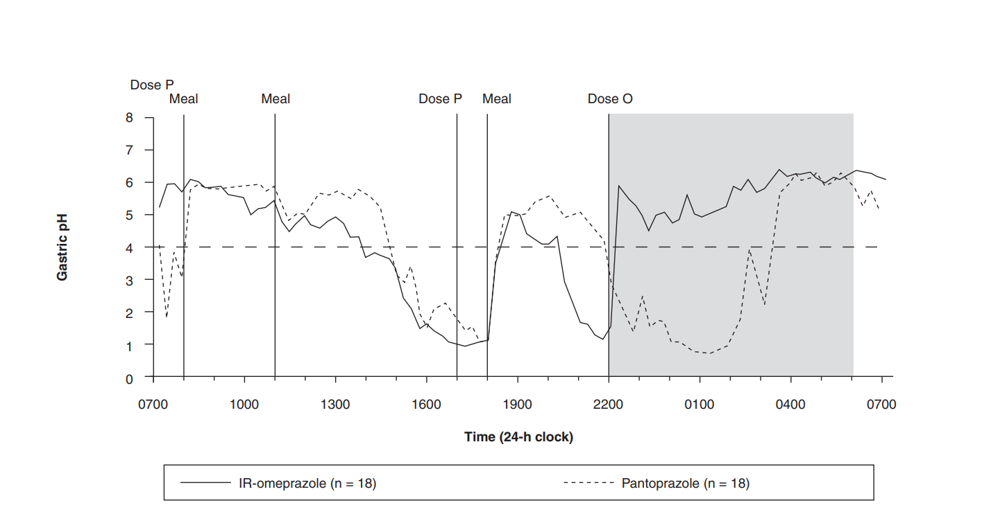 Dose P
Meal Meal Dose P Meal Dose O
8
7
6
5
4
3
2
1
0
Gastric pH
0700 1000 1300 1600 1900 2200 0100 0400 0700
Time (24-h clock)
IR-omeprazole (n = 18) Pantoprazole (n = 18)